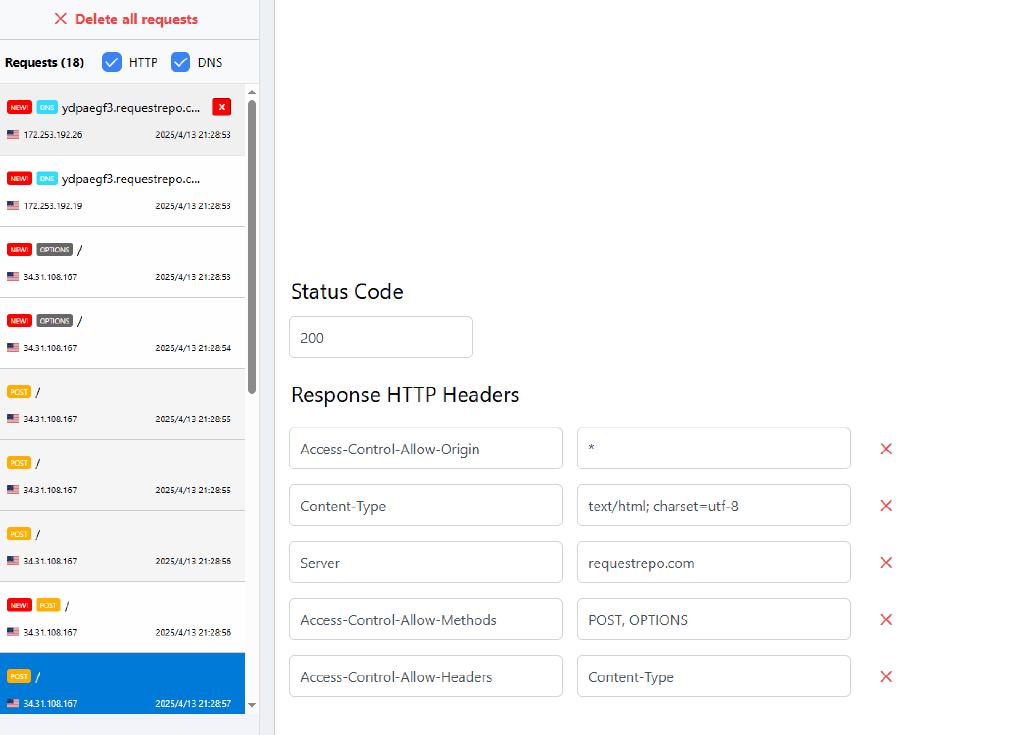 Delete all requests
Requests (18) HTTP DNS
NEW! DNS ydpaegf3.requestrepo.c...
172.253.192.26 2025/4/13 21:28:53
NEW! DNS ydpaegf3.requestrepo.c...
172.253.192.19 2025/4/13 21:28:53
NEW! OPTIONS /
34.31.108.167 2025/4/13 21:28:53
NEW! OPTIONS /
34.31.108.167 2025/4/13 21:28:54
POST /
34.31.108.167 2025/4/13 21:28:55
POST /
34.31.108.167 2025/4/13 21:28:55
POST /
34.31.108.167 2025/4/13 21:28:56
NEW! POST /
34.31.108.167 2025/4/13 21:28:56
POST /
34.31.108.167 2025/4/13 21:28:57
Status Code
200
Response HTTP Headers
Access-Control-Allow-Origin *
Content-Type text/html; charset=utf-8
Server requestrepo.com
Access-Control-Allow-Methods POST, OPTIONS
Access-Control-Allow-Headers Content-Type